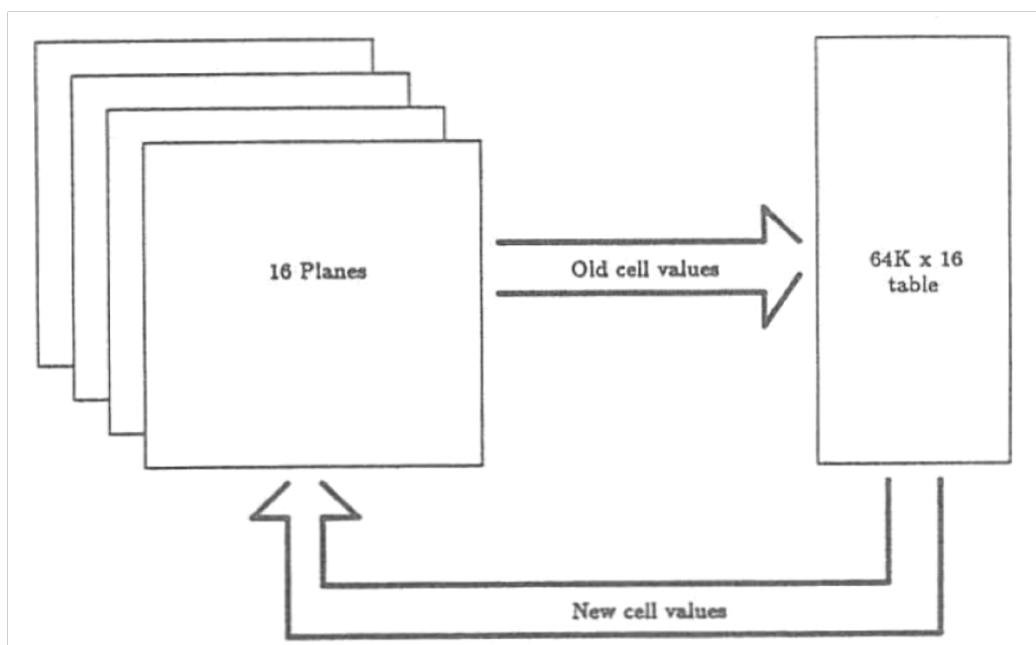 16 Planes
Old cell values
64K x 16
table
New cell values